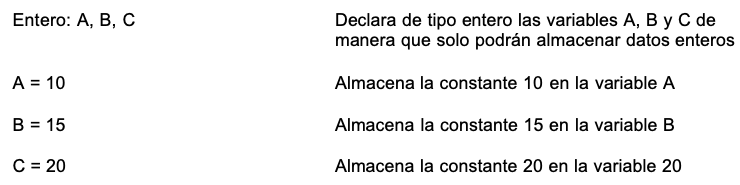 Entero: A, B, C
Declara de tipo entero las variables A, B y C de
manera que solo podrán almacenar datos enteros
A = 10
Almacena la constante 10 en la variable A
B = 15
Almacena la constante 15 en la variable B
C = 20
Almacena la constante 20 en la variable 20